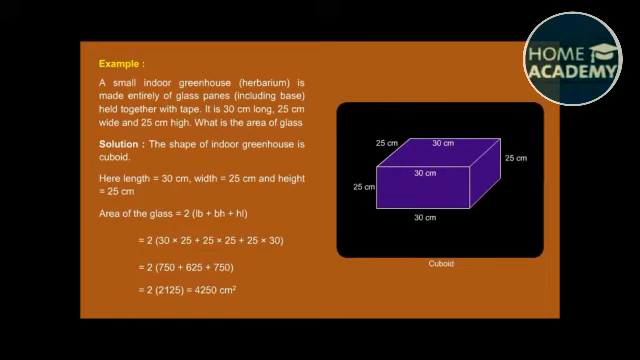 HOME
ACADEMY
Example :
A small indoor greenhouse (herbarium) is
made entirely of glass panes (including base)
held together with tape. It is 30 cm long, 25 cm
wide and 25 cm high. What is the area of glass
Solution : The shape of indoor greenhouse is
cuboid.
Here length = 30 cm, width = 25 cm and height
= 25 cm
Area of the glass = 2 (lb + bh + hl)
= 2 (30 × 25 + 25 × 25 + 25 × 30)
= 2 (750 + 625 + 750)
= 2 (2125) = 4250 cm²
25 cm
30 cm
25 cm
30 cm
25 cm
30 cm
Cuboid